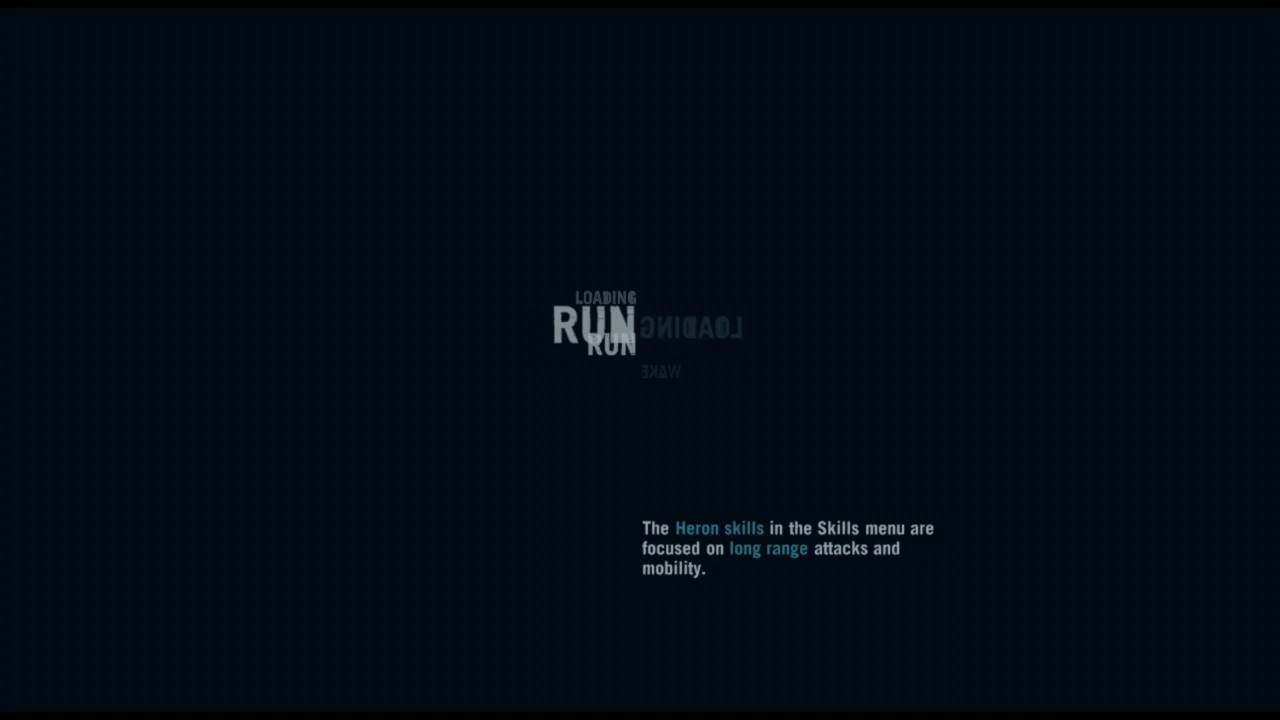 LOADING
RUN
LOADING
RUN
WAKE
The Heron skills in the Skills menu are
focused on long range attacks and
mobility.